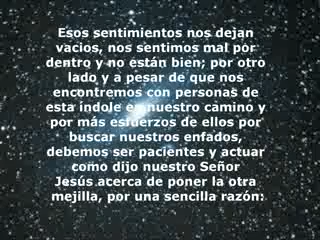 Esos sentimientos nos dejan
vacios, nos sentimos mal por
dentro y no están bien; por otro
lado y a pesar de que nos
encontremos con personas de
esta indole en nuestro camino y
por más esfuerzos de ellos por
buscar nuestros enfados,
debemos ser pacientes y actuar
como dijo nuestro Señor
Jesús acerca de poner la otra
mejilla, por una sencilla razón: